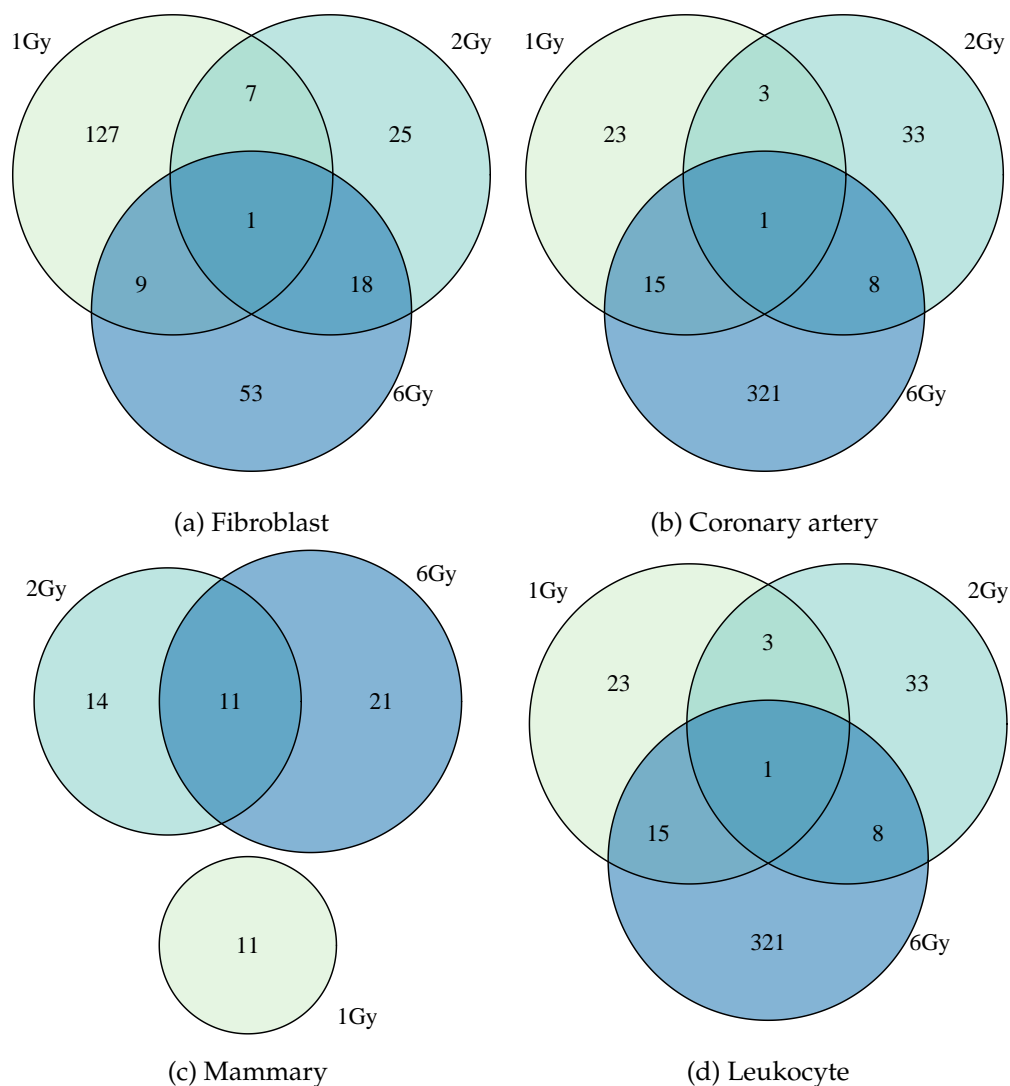 1Gy
2Gy
7
127
25
1
9
18
53
6Gy
(a) Fibroblast
1Gy
2Gy
3
23
33
1
15
8
321
6Gy
(b) Coronary artery
2Gy
6Gy
14
11
21
11
1Gy
(c) Mammary
1Gy
2Gy
3
23
33
1
15
8
321
6Gy
(d) Leukocyte